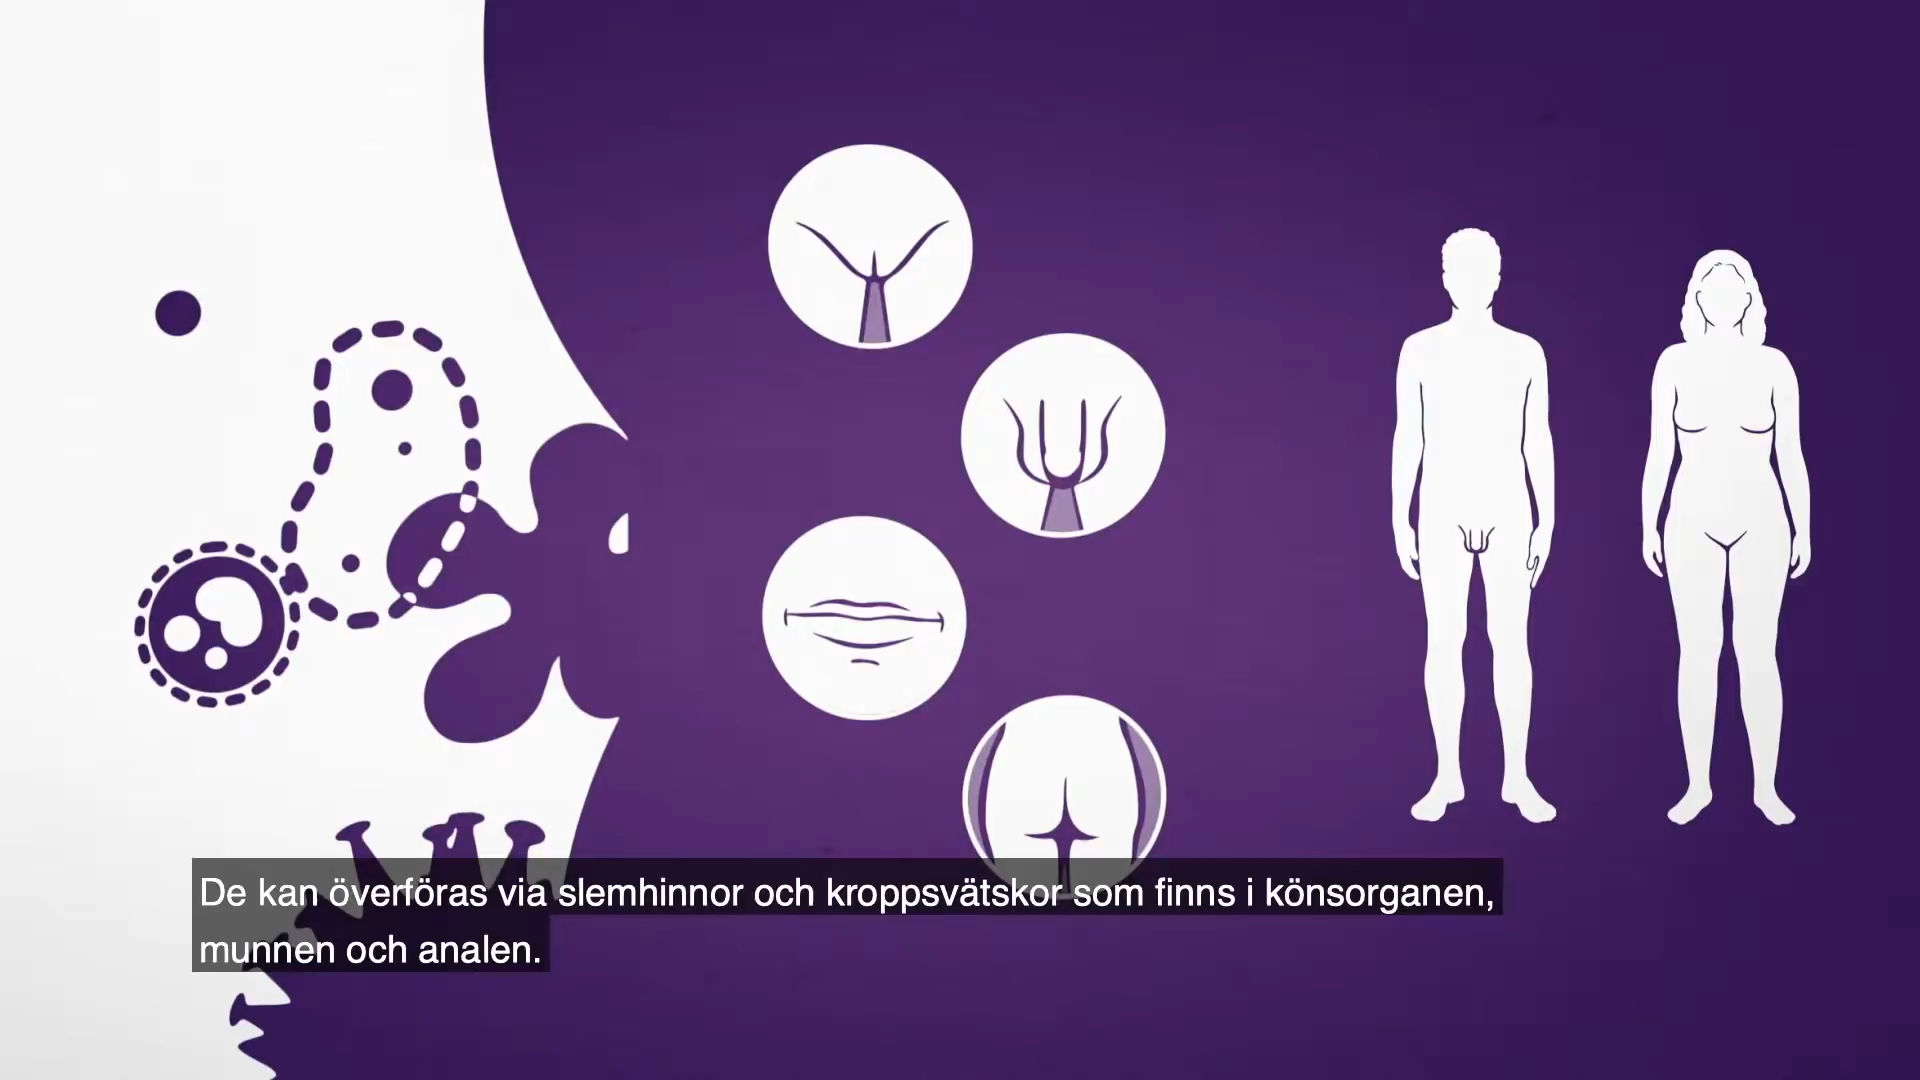 De kan överföras via slemhinnor och kroppsvätskor som finns i könsorganen,
munnen och analen.